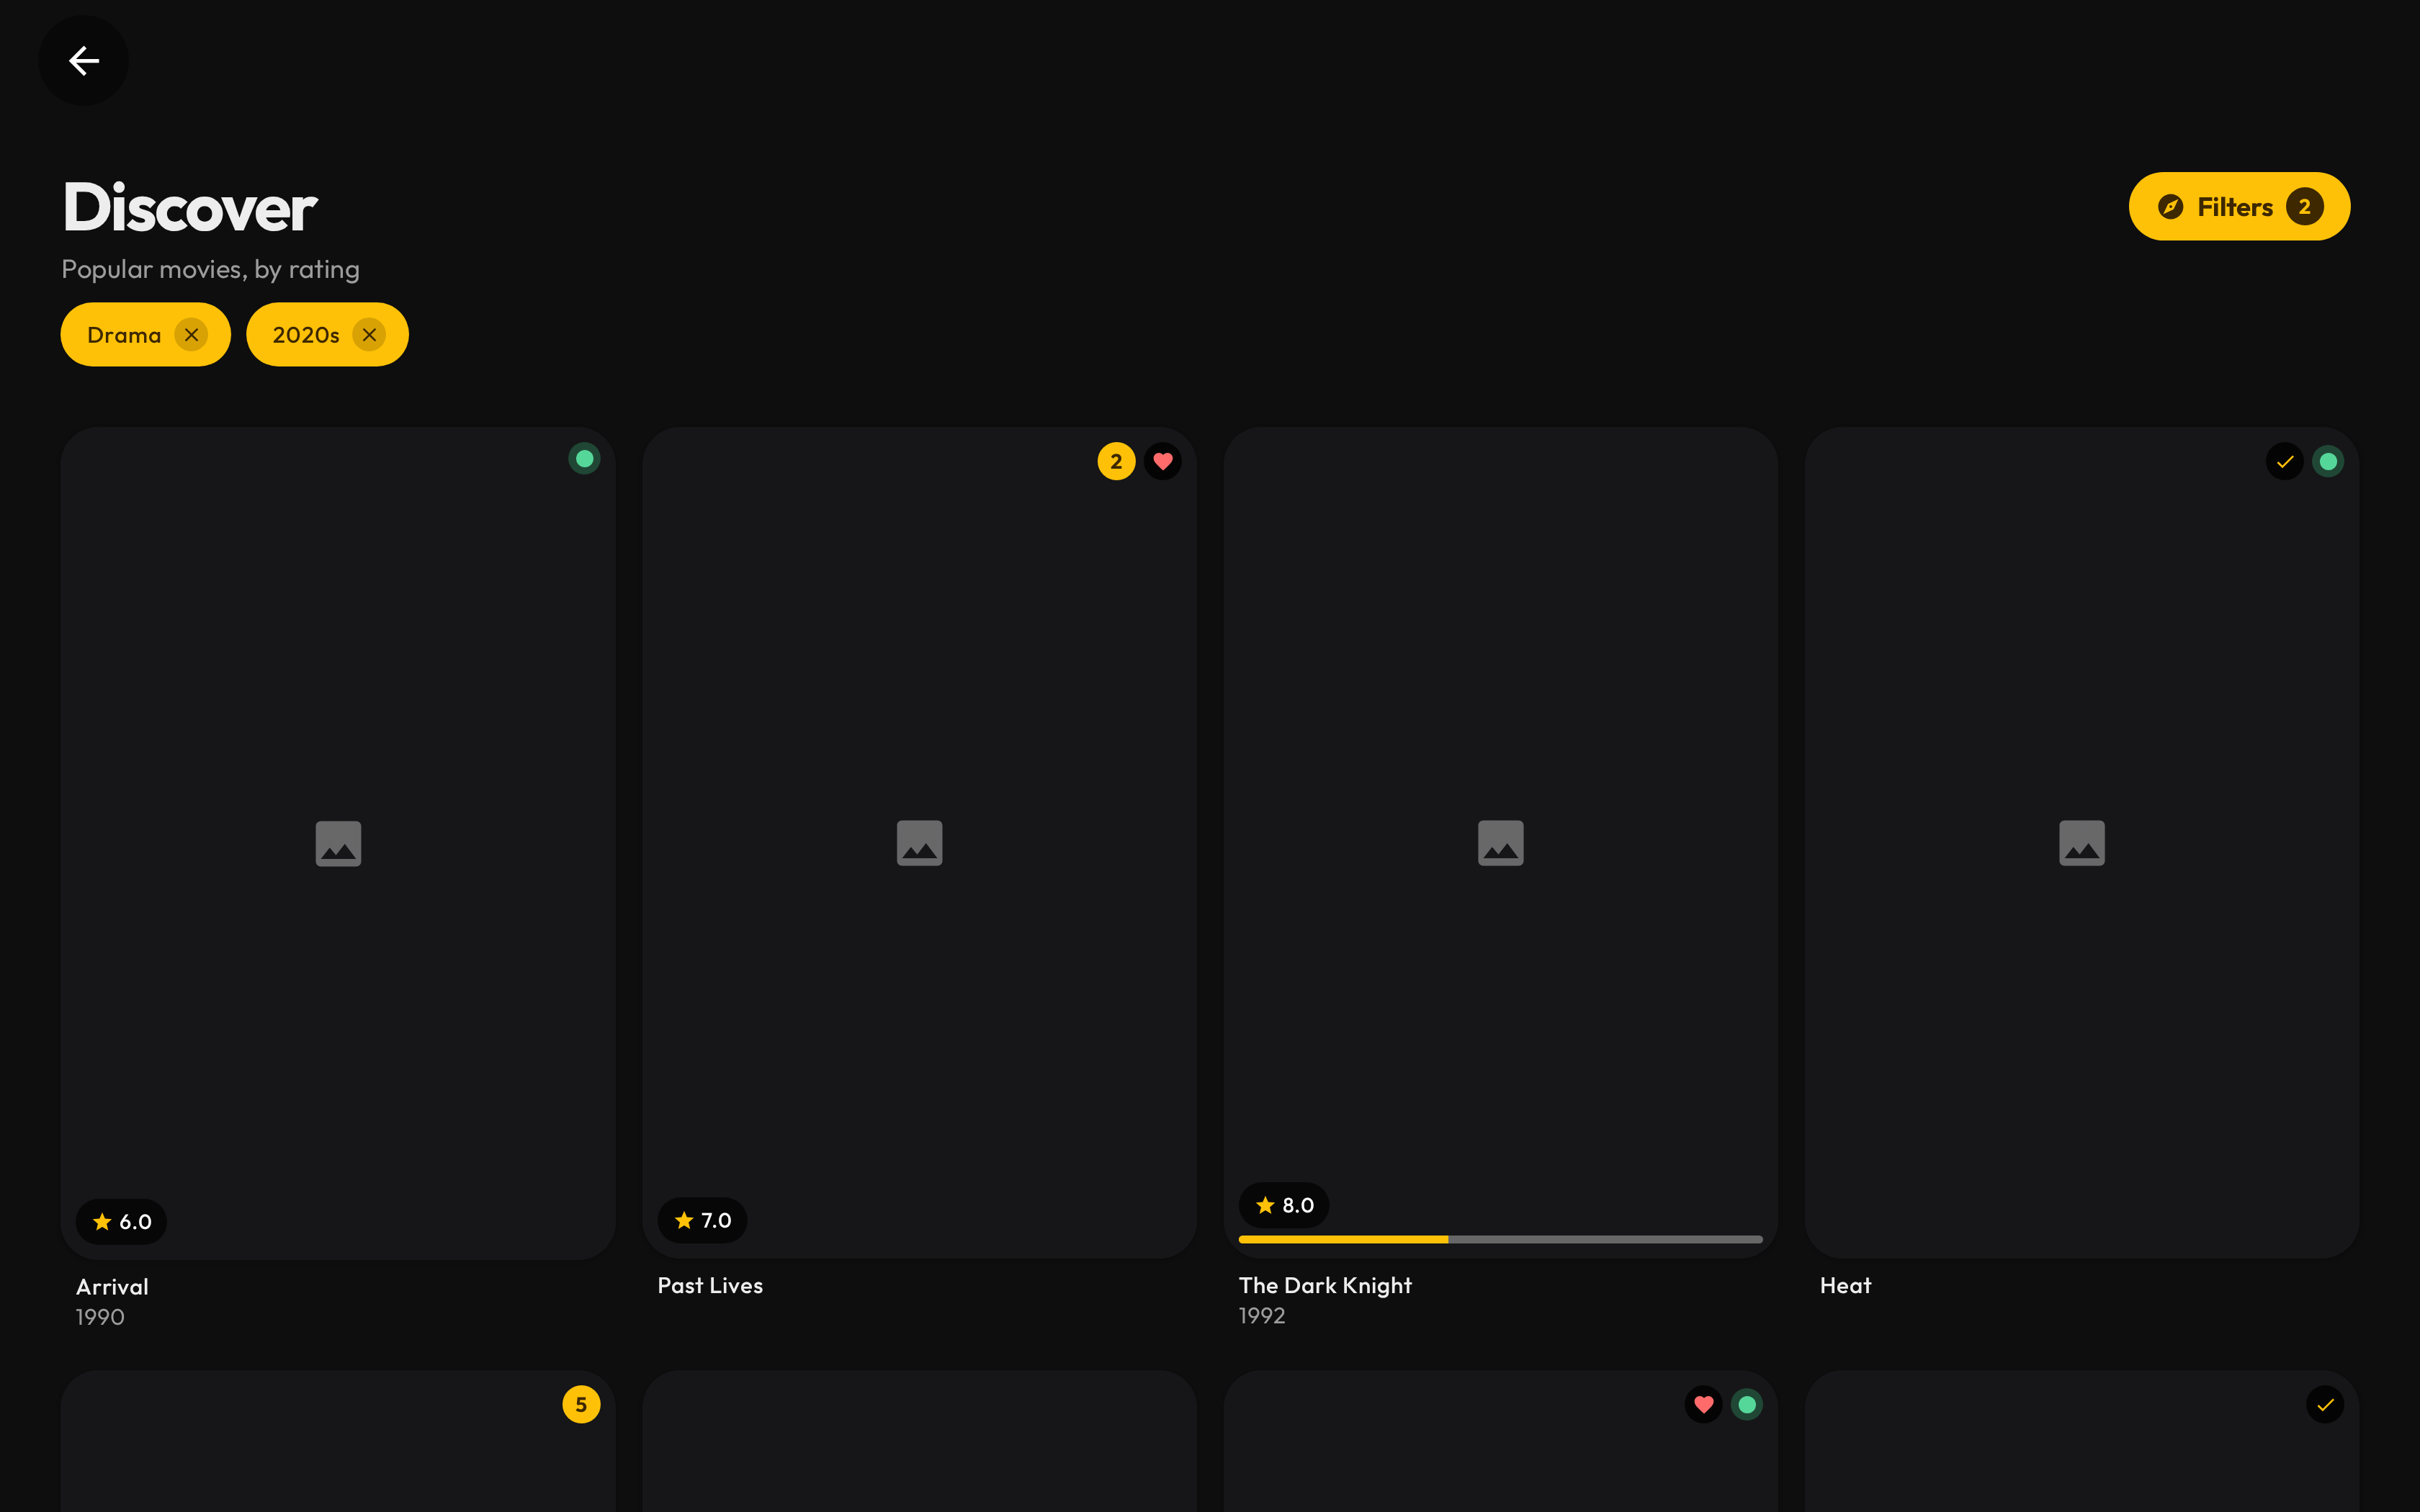 Discover
Filters 2
Popular movies, by rating
Drama
2020s
2
6.0
7.0
8.0
Arrival
Past Lives
The Dark Knight
Heat
1990
1992
5